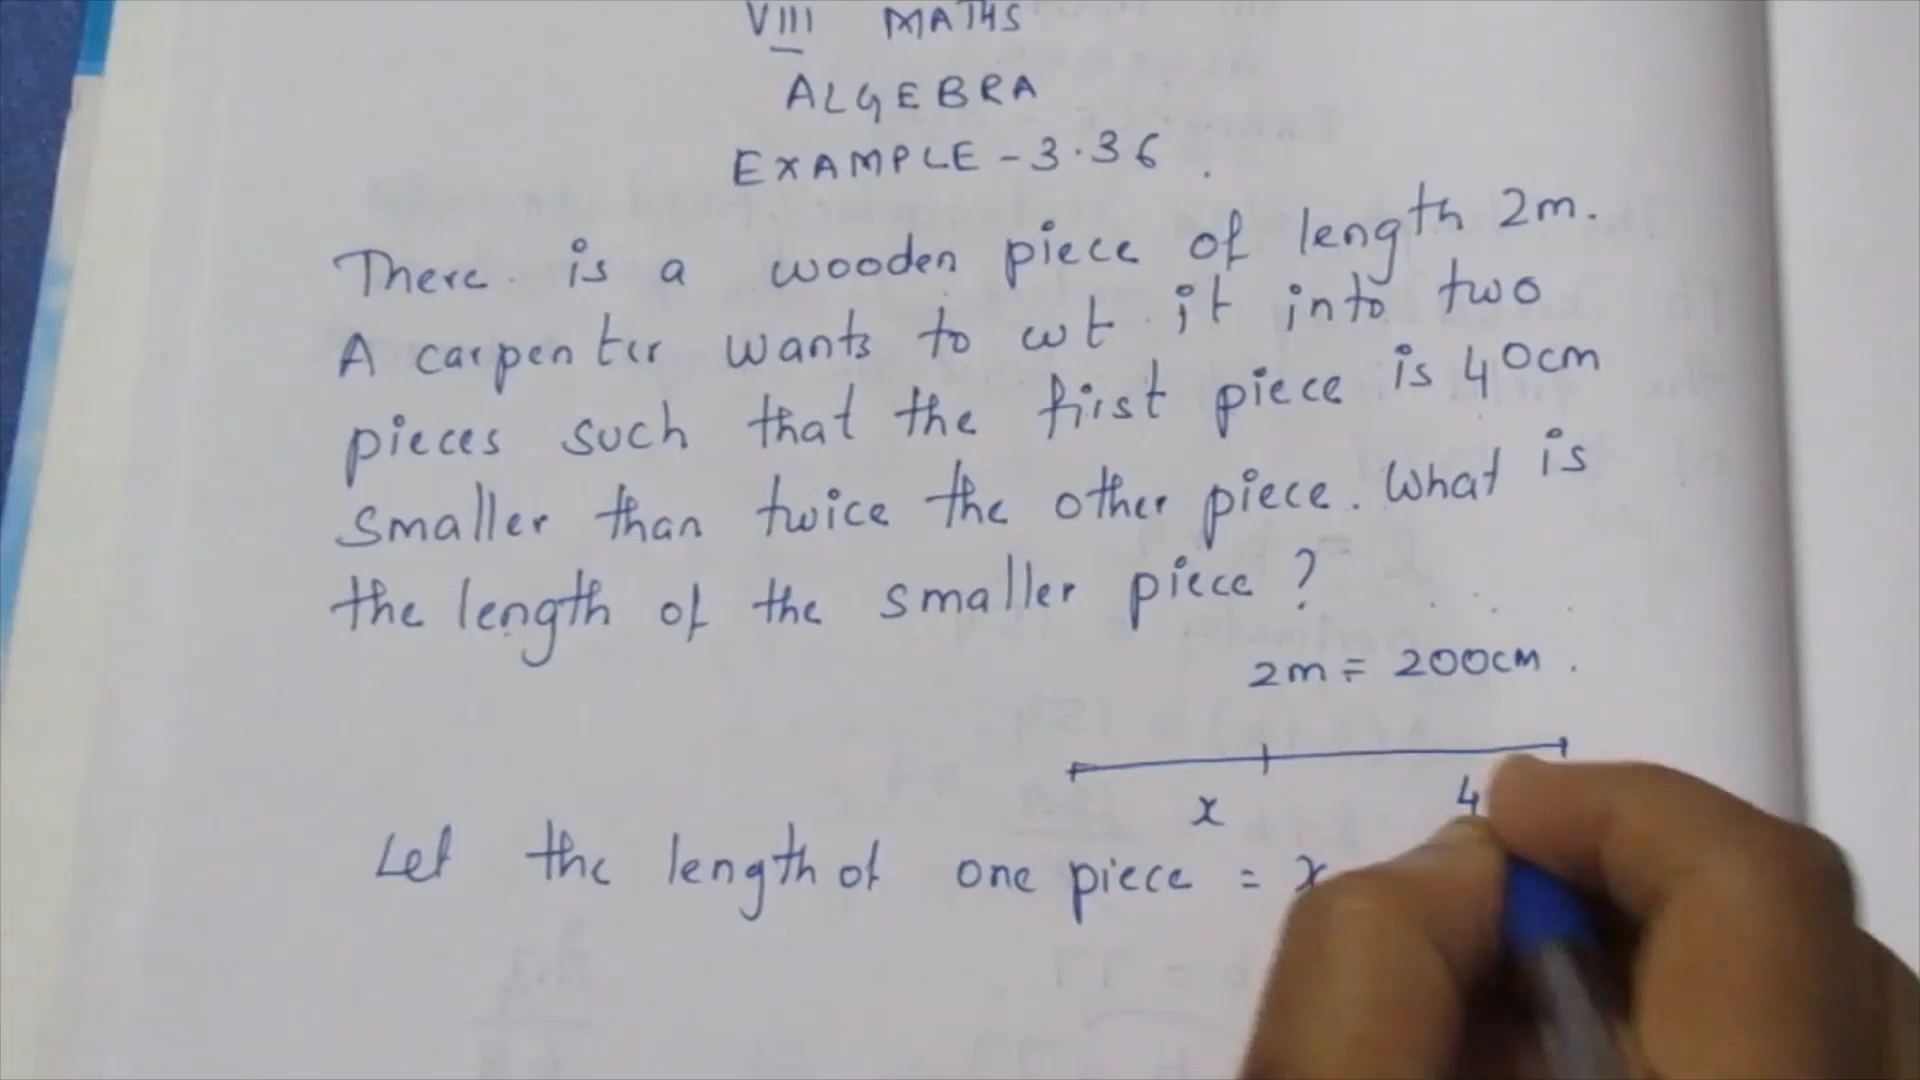 VIII MATHS
ALGEBRA
EXAMPLE - 3.36.
There is a wooden piece of length 2m.
A carpenter wants to cut it into two
pieces such that the first piece is 40cm
smaller than twice the other piece. What is
the length of the smaller piece?
2m = 200cm.
x 4
Let the length of one piece = x